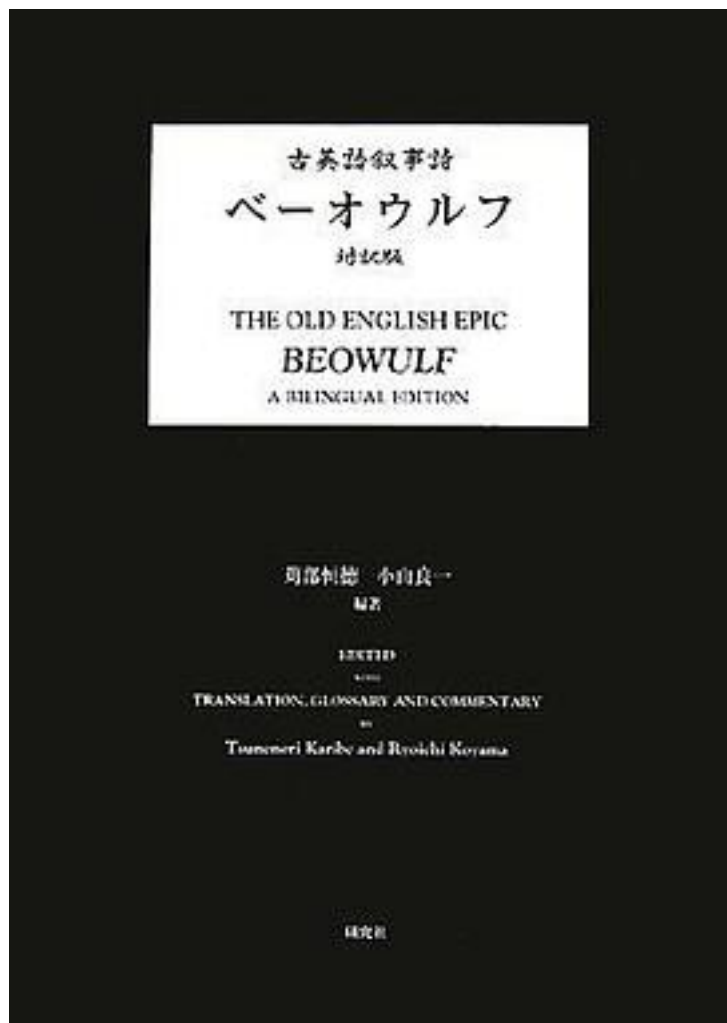 古英語叙事詩
ベーオウルフ
対訳版
THE OLD ENGLISH EPIC
BEOWULF
A BILINGUAL EDITION
苅部恒徳 小山良一
編著
EDITED
WITH
TRANSLATION, GLOSSARY AND COMMENTARY
BY
Tsunenori Karibe and Ryoichi Koyama
研究社